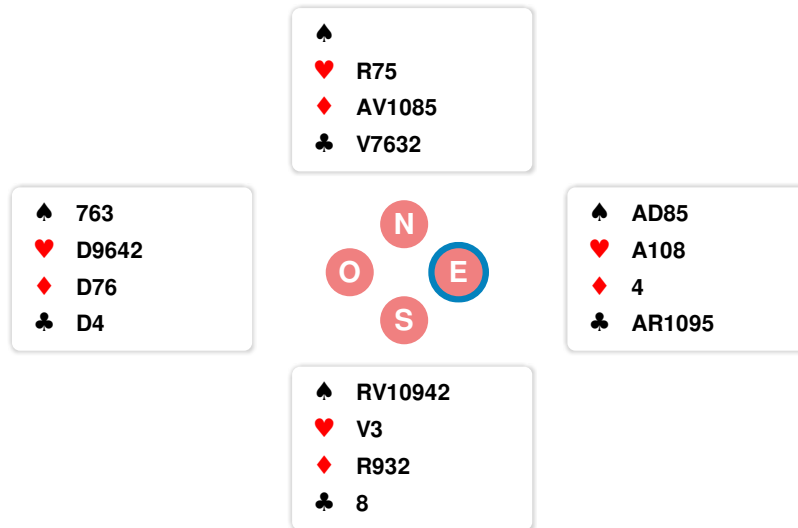 ♠
♥ R75
♦ AV1085
♣ V7632
♠ 763
♥ D9642
♦ D76
♣ D4
N
O
E
S
♠ AD85
♥ A108
♦ 4
♣ AR1095
♠ RV10942
♥ V3
♦ R932
♣ 8